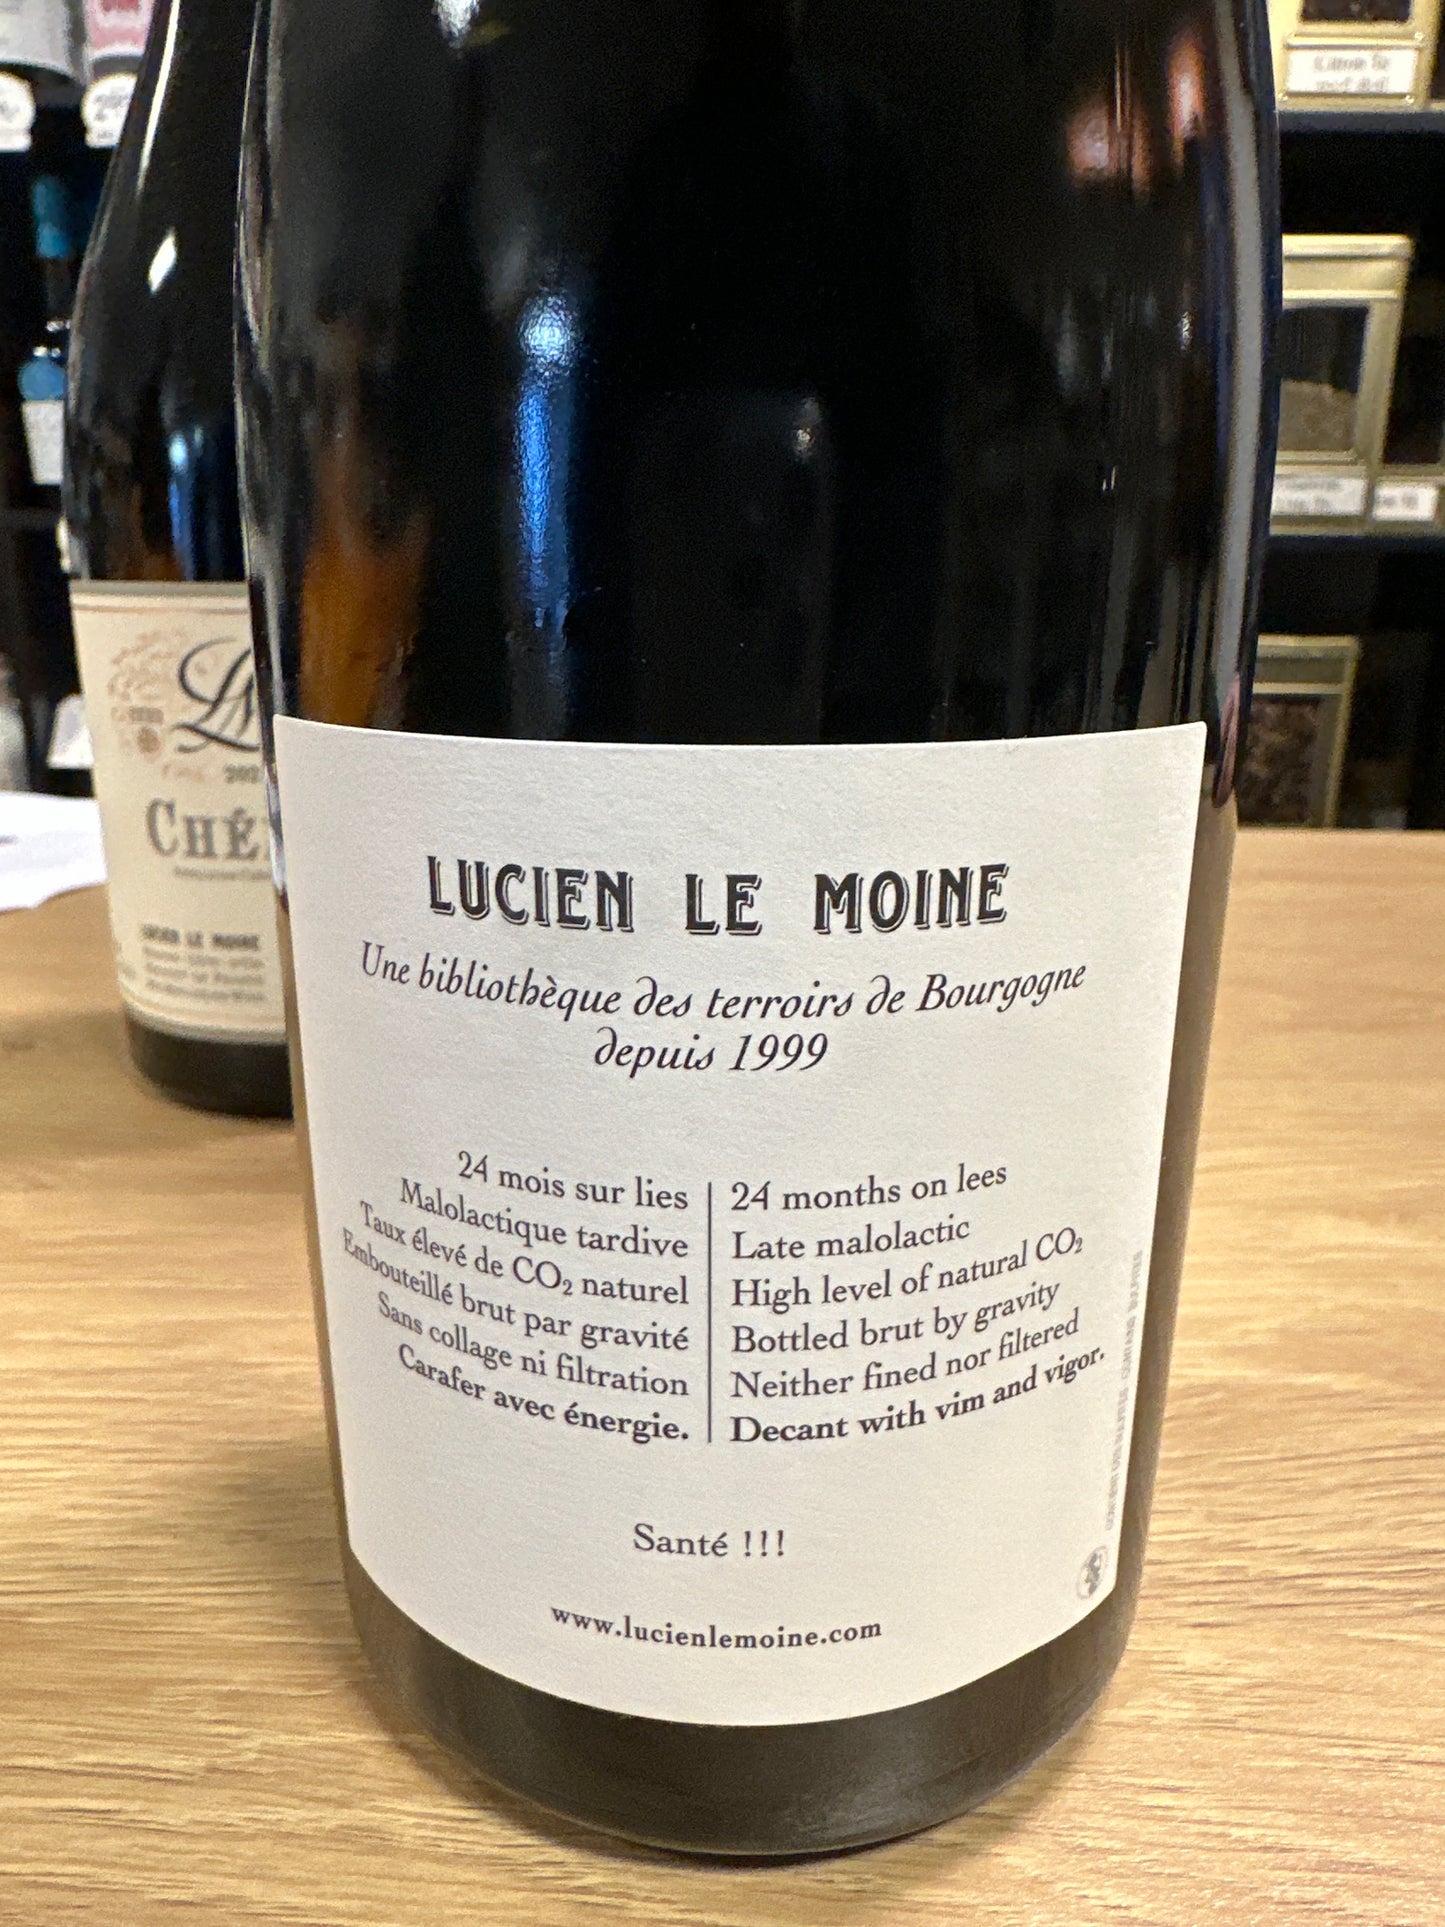 LUCIEN LE MOINE
Une bibliothèque des terroirs de Bourgogne
depuis 1999
24 mois sur lies
Malolactique tardive
Taux élevé de CO₂ naturel
Embouteillé brut par gravité
Sans collage ni filtration
Carafer avec énergie.
24 months on lees
Late malolactic
High level of natural CO₂
Bottled brut by gravity
Neither fined nor filtered
Decant with vim and vigor.
Santé !!!
www.lucienlemoine.com
CHÉ
LUCIEN LE MOINE